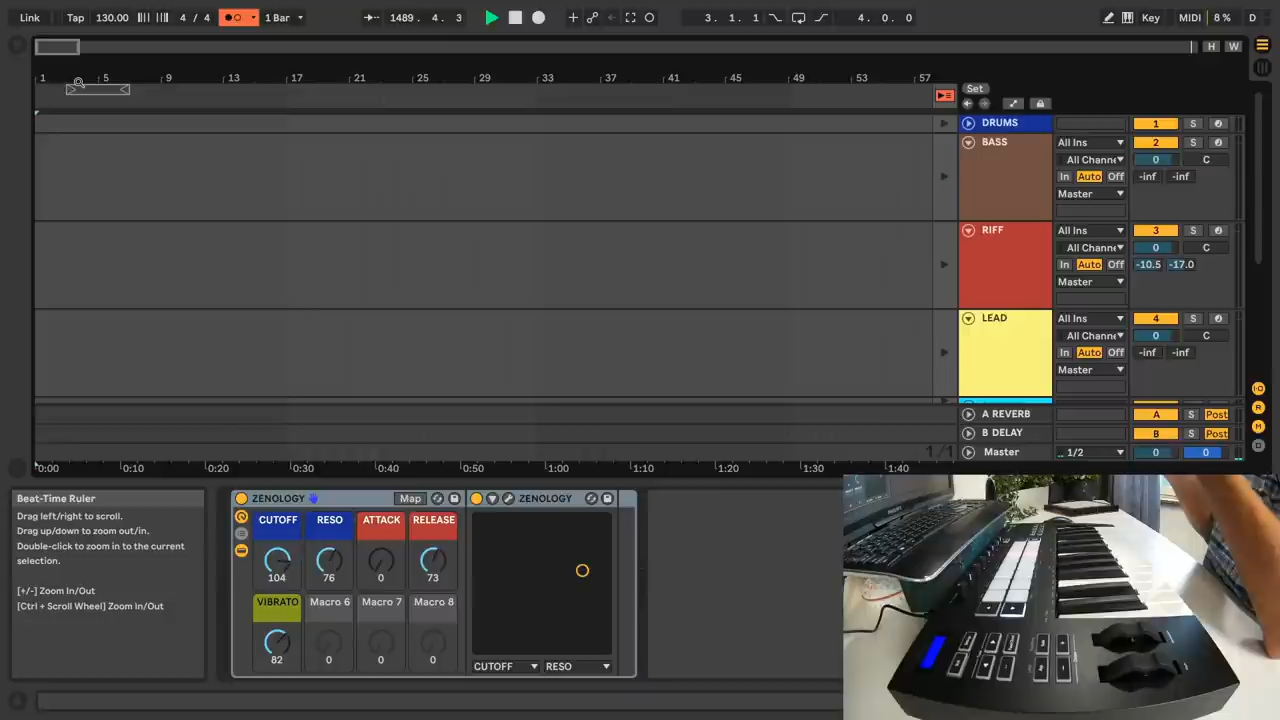 Link Tap 130.00 4 / 4 1 Bar 1489. 4. 3 3. 1. 1 4. 0. 0 Key MIDI 8 % D
H W
1 5 9 13 17 21 25 29 33 37 41 45 49 53 57
Set
DRUMS 1 S
BASS All Ins 2 S
All Channe 0 C
In Auto Off -inf -inf
Master
RIFF All Ins 3 S
All Channe 0 C
In Auto Off -10.5 -17.0
Master
LEAD All Ins 4 S
All Channe 0 C
In Auto Off -inf -inf
Master
A REVERB A S Post
B DELAY B S Post
1/1
Master 1/2 0 0
0:00 0:10 0:20 0:30 0:40 0:50 1:00 1:10 1:20 1:30 1:40
Beat-Time Ruler
Drag left/right to scroll.
Drag up/down to zoom out/in.
Double-click to zoom in to the current
selection.
[+/-] Zoom In/Out
[Ctrl + Scroll Wheel] Zoom In/Out
ZENOLOGY Map
CUTOFF RESO ATTACK RELEASE
104 76 0 73
VIBRATO Macro 6 Macro 7 Macro 8
82 0 0 0
ZENOLOGY
CUTOFF RESO